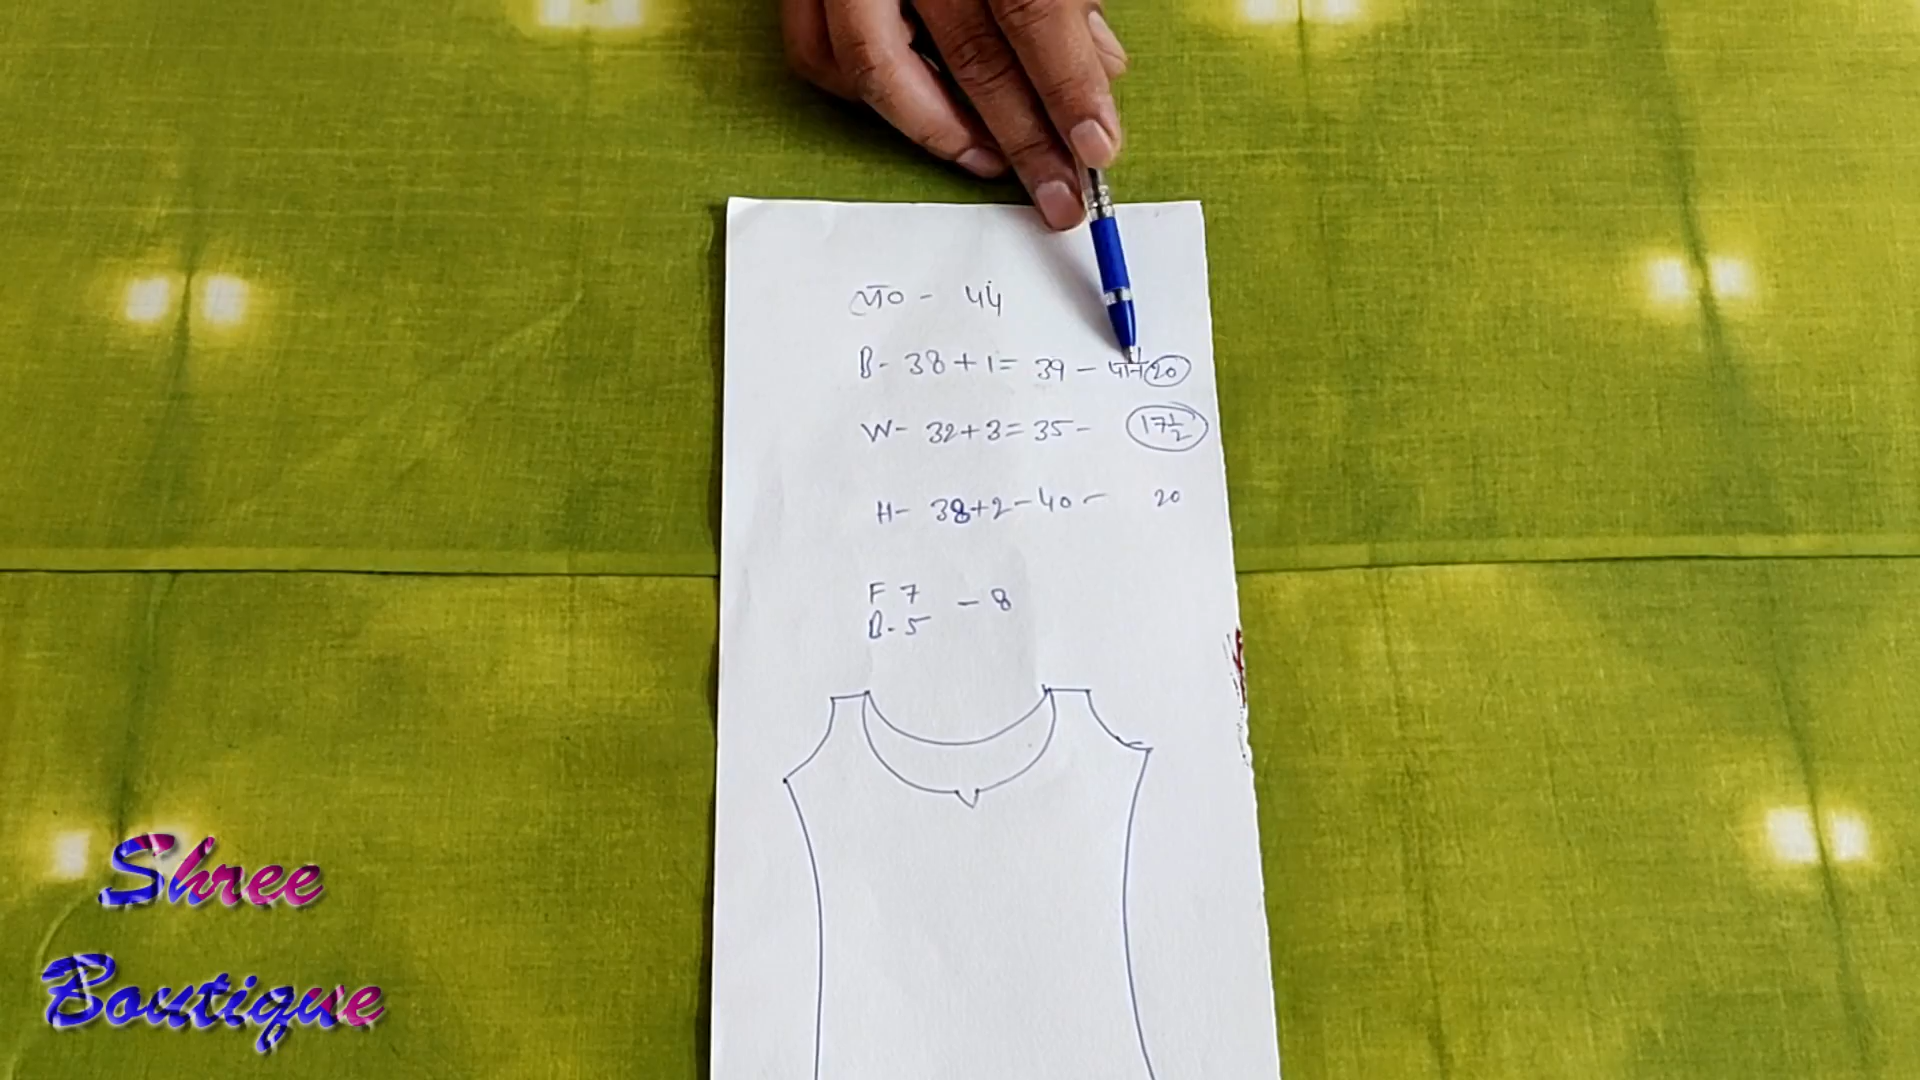 लं० - 44
B- 38+1= 39 - 20
W- 32+3=35- 17½
H- 38+2-40- 20
F 7
B-5 - 8
Shree
Boutique